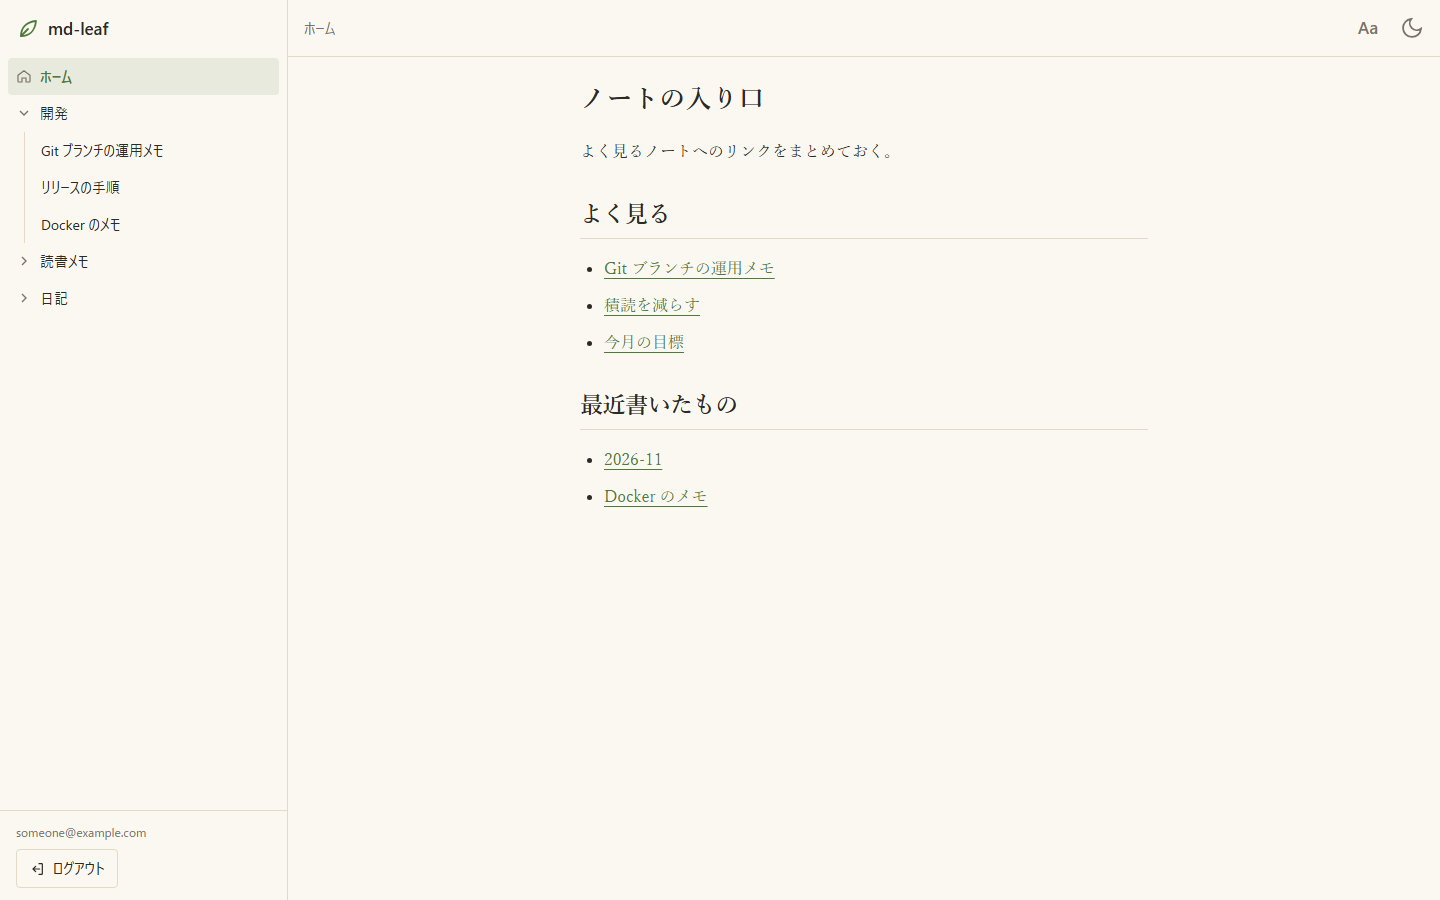 md-leaf
ホーム
開発
Git ブランチの運用メモ
リリースの手順
Docker のメモ
読書メモ
日記
someone@example.com
ログアウト
ホーム
Aa
ノートの入り口
よく見るノートへのリンクをまとめておく。
よく見る
Git ブランチの運用メモ
積読を減らす
今月の目標
最近書いたもの
2026-11
Docker のメモ